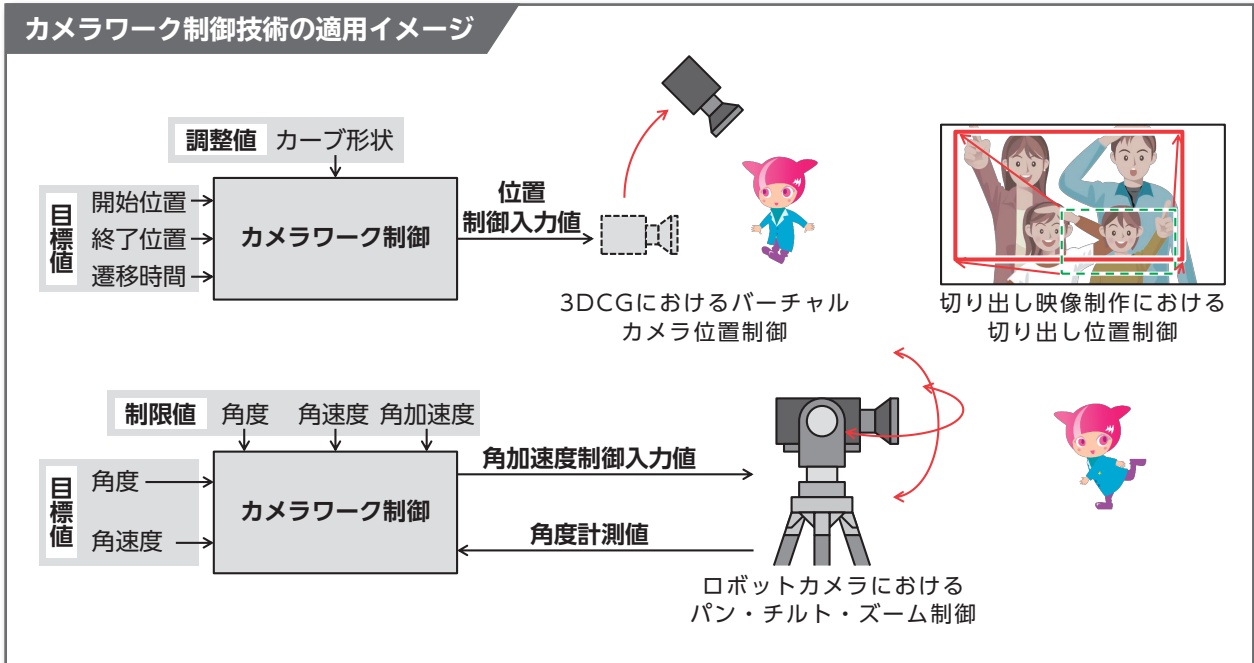 カメラワーク制御技術の適用イメージ
調整値 カーブ形状
目標値
開始位置
終了位置
遷移時間
カメラワーク制御
位置
制御入力値
3DCGにおけるバーチャル
カメラ位置制御
切り出し映像制作における
切り出し位置制御
制限値 角度 角速度 角加速度
目標値
角度
角速度
カメラワーク制御
角加速度制御入力値
角度計測値
ロボットカメラにおける
パン・チルト・ズーム制御